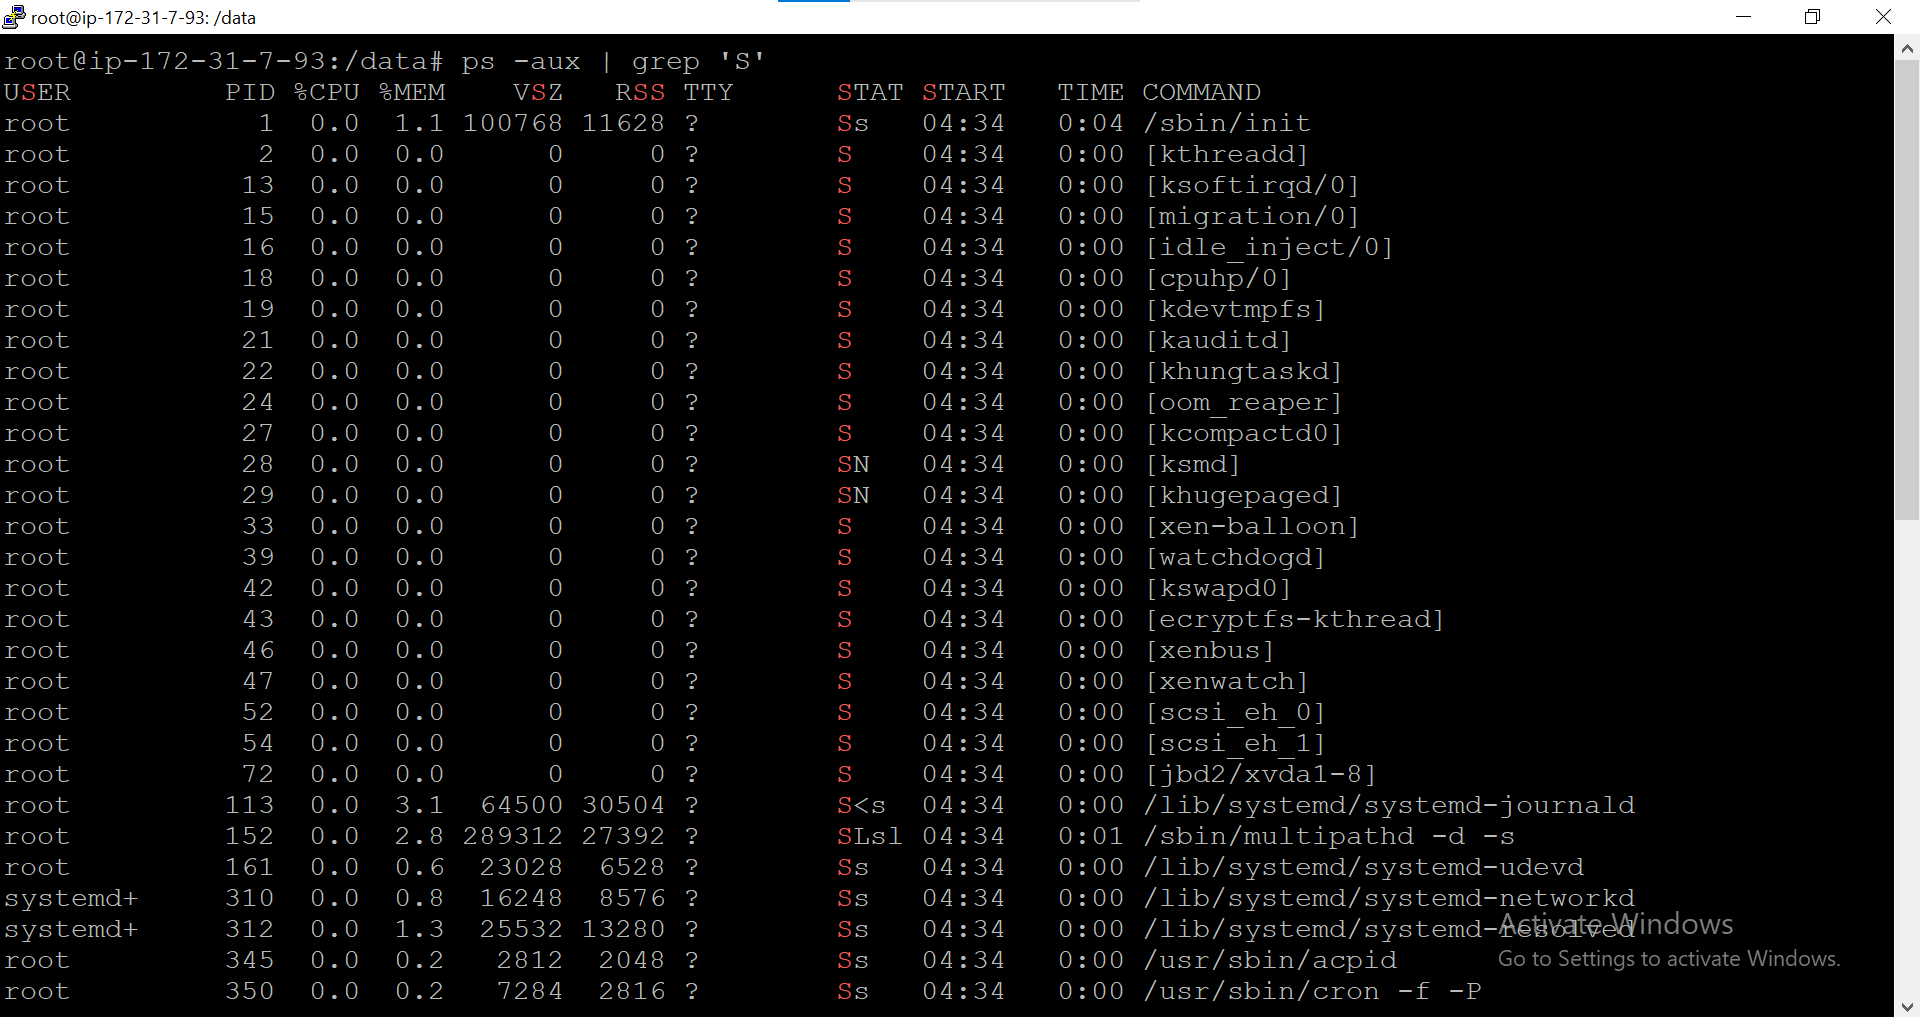 root@ip-172-31-7-93: /data
root@ip-172-31-7-93:/data# ps -aux | grep 'S'
USER         PID %CPU %MEM    VSZ   RSS TTY      STAT START   TIME COMMAND
root           1  0.0  1.1 100768 11628 ?        Ss   04:34   0:04 /sbin/init
root           2  0.0  0.0      0     0 ?        S    04:34   0:00 [kthreadd]
root          13  0.0  0.0      0     0 ?        S    04:34   0:00 [ksoftirqd/0]
root          15  0.0  0.0      0     0 ?        S    04:34   0:00 [migration/0]
root          16  0.0  0.0      0     0 ?        S    04:34   0:00 [idle_inject/0]
root          18  0.0  0.0      0     0 ?        S    04:34   0:00 [cpuhp/0]
root          19  0.0  0.0      0     0 ?        S    04:34   0:00 [kdevtmpfs]
root          21  0.0  0.0      0     0 ?        S    04:34   0:00 [kauditd]
root          22  0.0  0.0      0     0 ?        S    04:34   0:00 [khungtaskd]
root          24  0.0  0.0      0     0 ?        S    04:34   0:00 [oom_reaper]
root          27  0.0  0.0      0     0 ?        S    04:34   0:00 [kcompactd0]
root          28  0.0  0.0      0     0 ?        SN   04:34   0:00 [ksmd]
root          29  0.0  0.0      0     0 ?        SN   04:34   0:00 [khugepaged]
root          33  0.0  0.0      0     0 ?        S    04:34   0:00 [xen-balloon]
root          39  0.0  0.0      0     0 ?        S    04:34   0:00 [watchdogd]
root          42  0.0  0.0      0     0 ?        S    04:34   0:00 [kswapd0]
root          43  0.0  0.0      0     0 ?        S    04:34   0:00 [ecryptfs-kthread]
root          46  0.0  0.0      0     0 ?        S    04:34   0:00 [xenbus]
root          47  0.0  0.0      0     0 ?        S    04:34   0:00 [xenwatch]
root          52  0.0  0.0      0     0 ?        S    04:34   0:00 [scsi_eh_0]
root          54  0.0  0.0      0     0 ?        S    04:34   0:00 [scsi_eh_1]
root          72  0.0  0.0      0     0 ?        S    04:34   0:00 [jbd2/xvda1-8]
root         113  0.0  3.1  64500 30504 ?        S<s  04:34   0:00 /lib/systemd/systemd-journald
root         152  0.0  2.8 289312 27392 ?        SLsl 04:34   0:01 /sbin/multipathd -d -s
root         161  0.0  0.6  23028  6528 ?        Ss   04:34   0:00 /lib/systemd/systemd-udevd
systemd+     310  0.0  0.8  16248  8576 ?        Ss   04:34   0:00 /lib/systemd/systemd-networkd
systemd+     312  0.0  1.3  25532 13280 ?        Ss   04:34   0:00 /lib/systemd/systemd-resolved
root         345  0.0  0.2   2812  2048 ?        Ss   04:34   0:00 /usr/sbin/acpid
root         350  0.0  0.2   7284  2816 ?        Ss   04:34   0:00 /usr/sbin/cron -f -P
Activate Windows
Go to Settings to activate Windows.